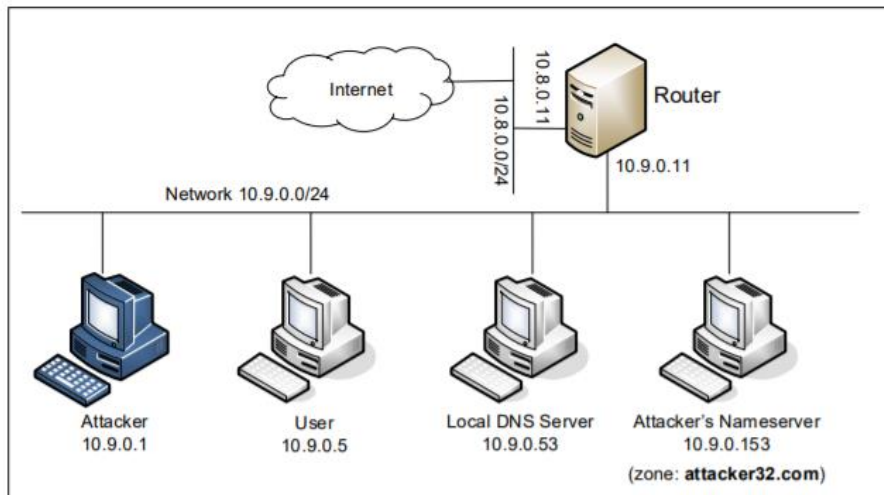 Internet
10.8.0.11
10.8.0.0/24
Router
10.9.0.11
Network 10.9.0.0/24
Attacker
10.9.0.1
User
10.9.0.5
Local DNS Server
10.9.0.53
Attacker's Nameserver
10.9.0.153
(zone: attacker32.com)